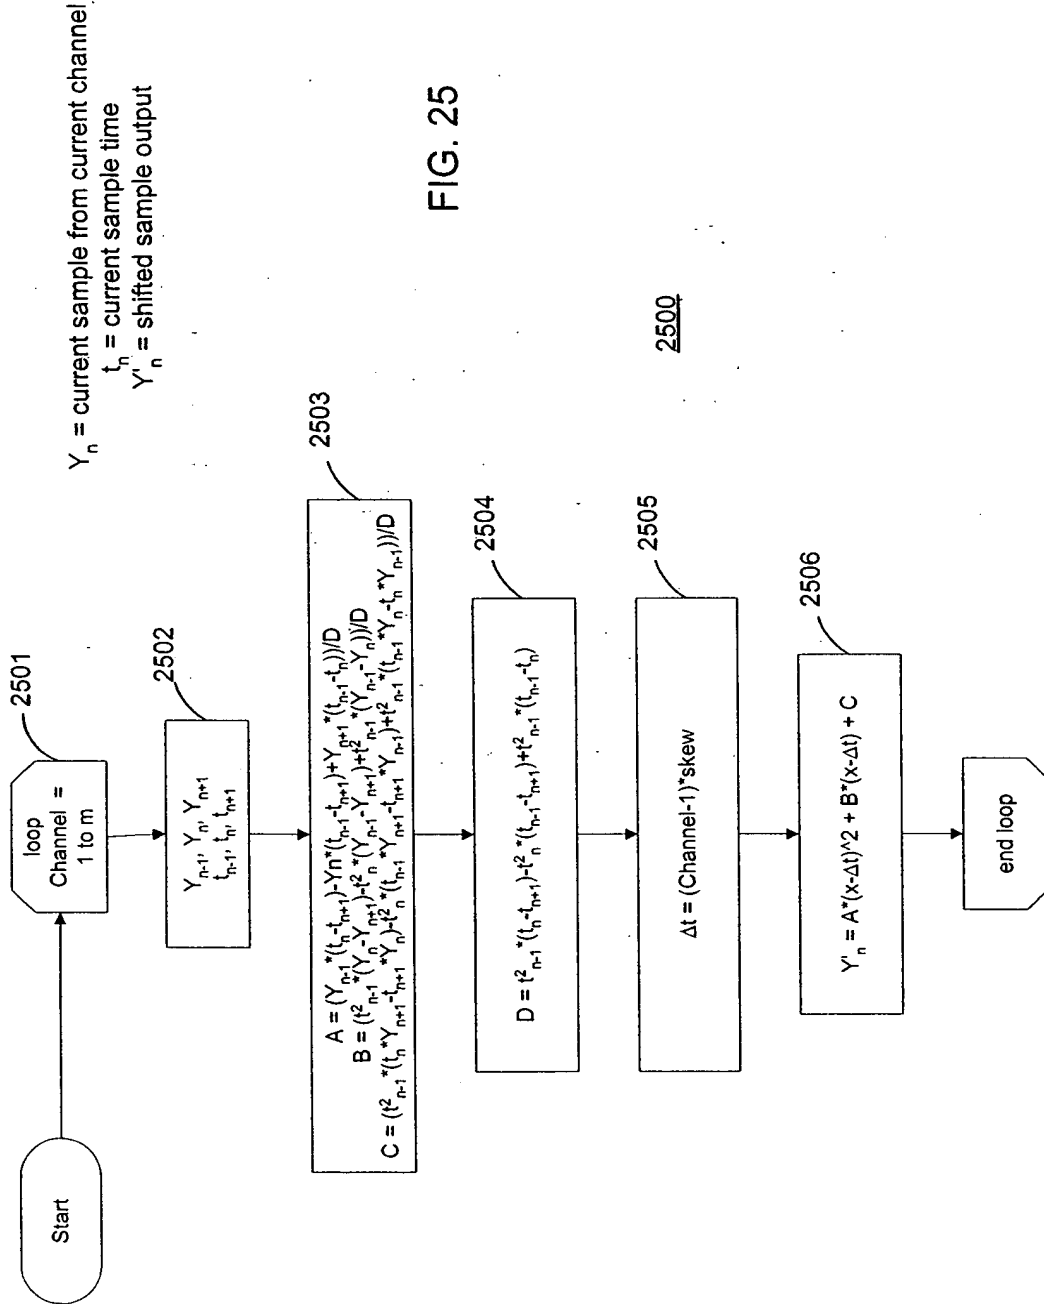 Y_n = current sample from current channel
t_n = current sample time
Y'_n = shifted sample output
Start
2501
loop
Channel =
1 to m
2502
Y_{n-1}, Y_n, Y_{n+1}
t_{n-1}, t_n, t_{n+1}
2503
A = (Y_{n-1}*(t_n-t_{n+1})-Yn*(t_{n-1}-t_{n+1})+Y_{n+1}*(t_{n-1}-t_n))/D
B = (t²_{n-1}*(Y_n-Y_{n+1})-t²_n*(Y_{n-1}-Y_{n+1})+t²_{n-1}*(Y_{n-1}-Y_n))/D
C = (t²_{n-1}*(t_n*Y_{n+1}-t_{n+1}*Y_n)-t²_n*(t_{n-1}*Y_{n+1}-t_{n+1}*Y_{n-1})+t²_{n-1}*(t_{n-1}*Y_n-t_n*Y_{n-1}))/D
2504
D = t²_{n-1}*(t_n-t_{n+1})-t²_n*(t_{n-1}-t_{n+1})+t²_{n-1}*(t_{n-1}-t_n)
2505
Δt = (Channel-1)*skew
2506
Y'_n = A*(x-Δt)^2 + B*(x-Δt) + C
end loop
2500
FIG. 25